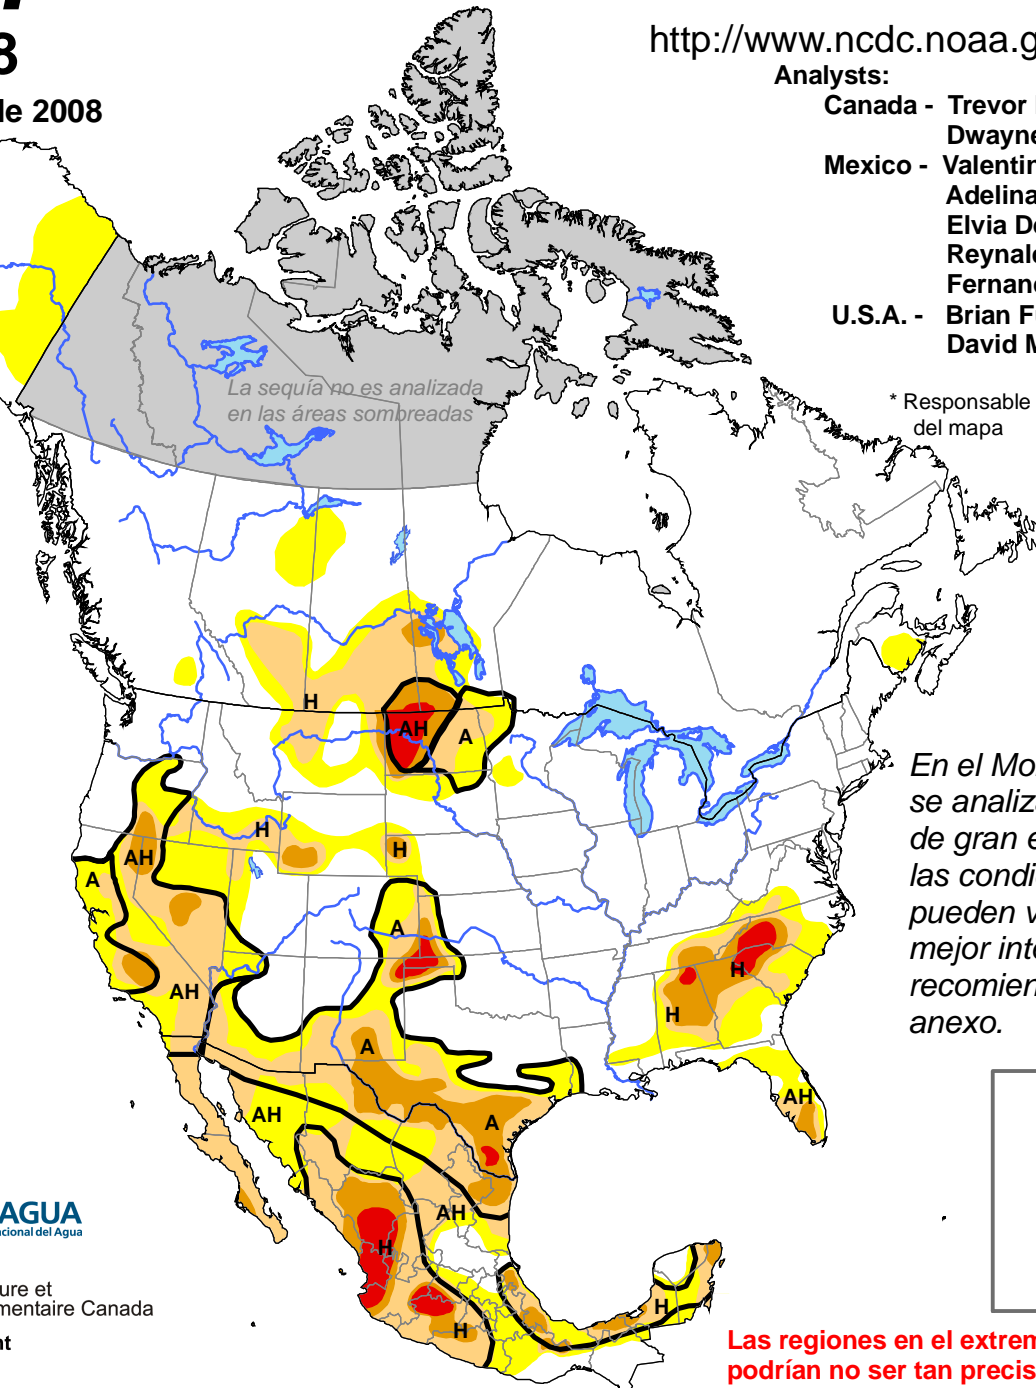 8
de 2008
http://www.ncdc.noaa.g
Analysts:
Canada - Trevor
Dwayne
Mexico - Valentin
Adelina
Elvia De
Reynald
Fernand
U.S.A. - Brian F
David M
* Responsable
del mapa
La sequía no es analizada
en las áreas sombreadas
H
AH
A
En el Mo
se analiz
de gran e
las condi
pueden v
mejor int
recomien
anexo.
H
H
AH
A
A
H
H
AH
A
AH
AH
A
H
AH
H
H
AGUA
cional del Agua
ure et
mentaire Canada
nt
Las regiones en el extrem
podrían no ser tan precis